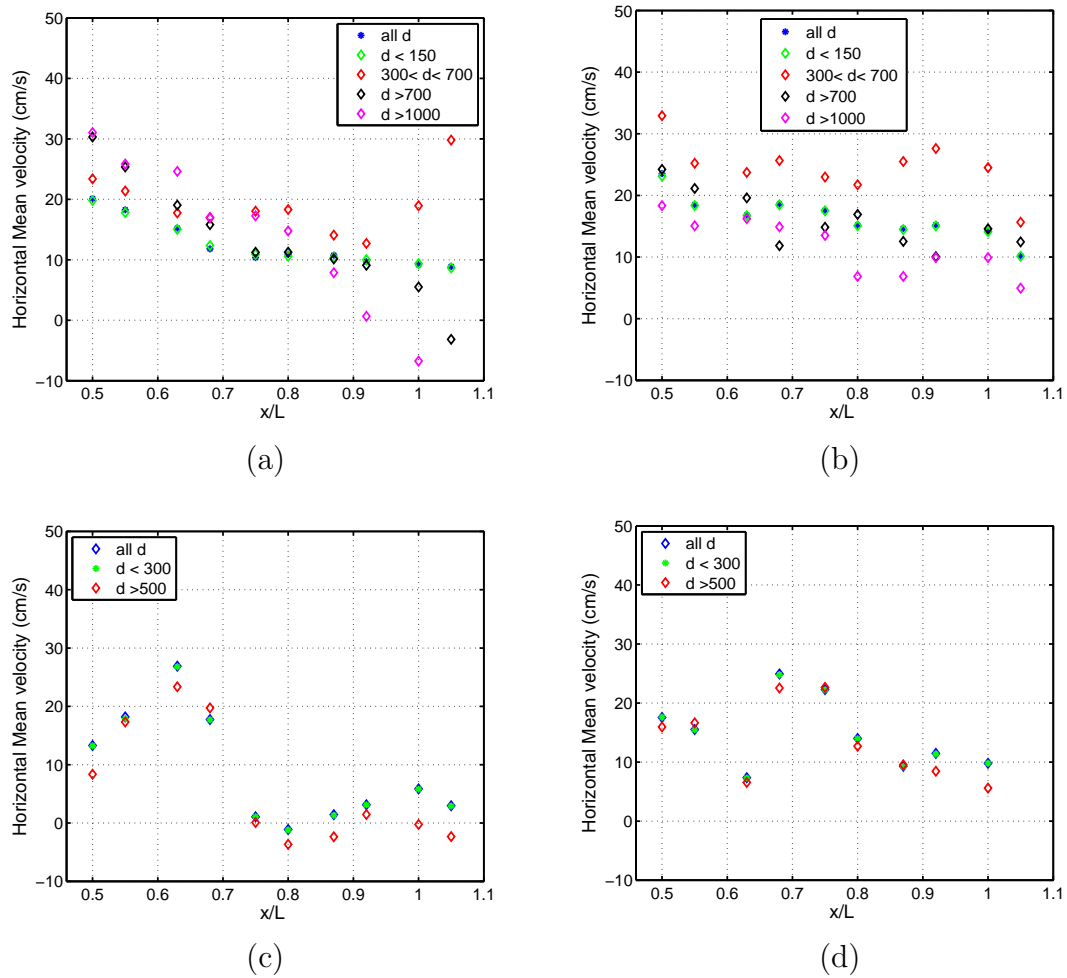 50
40
30
20
10
0
−10
0.5 0.6 0.7 0.8 0.9 1 1.1
x/L
Horizontal Mean velocity (cm/s)
all d
d < 150
300< d< 700
d >700
d >1000
(a)
50
40
30
20
10
0
−10
0.5 0.6 0.7 0.8 0.9 1 1.1
x/L
Horizontal Mean velocity (cm/s)
all d
d < 150
300< d< 700
d >700
d >1000
(b)
50
40
30
20
10
0
−10
0.5 0.6 0.7 0.8 0.9 1 1.1
x/L
Horizontal Mean velocity (cm/s)
all d
d < 300
d >500
(c)
50
40
30
20
10
0
−10
0.5 0.6 0.7 0.8 0.9 1 1.1
x/L
Horizontal Mean velocity (cm/s)
all d
d < 300
d >500
(d)